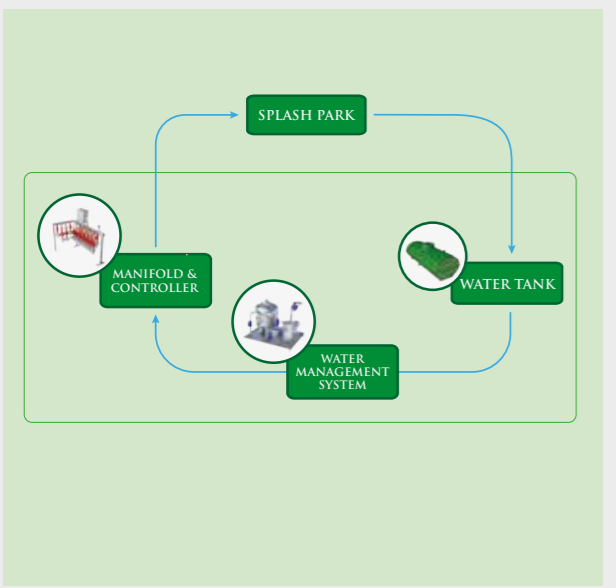 SPLASH PARK
MANIFOLD &
CONTROLLER
WATER TANK
WATER
MANAGEMENT
SYSTEM